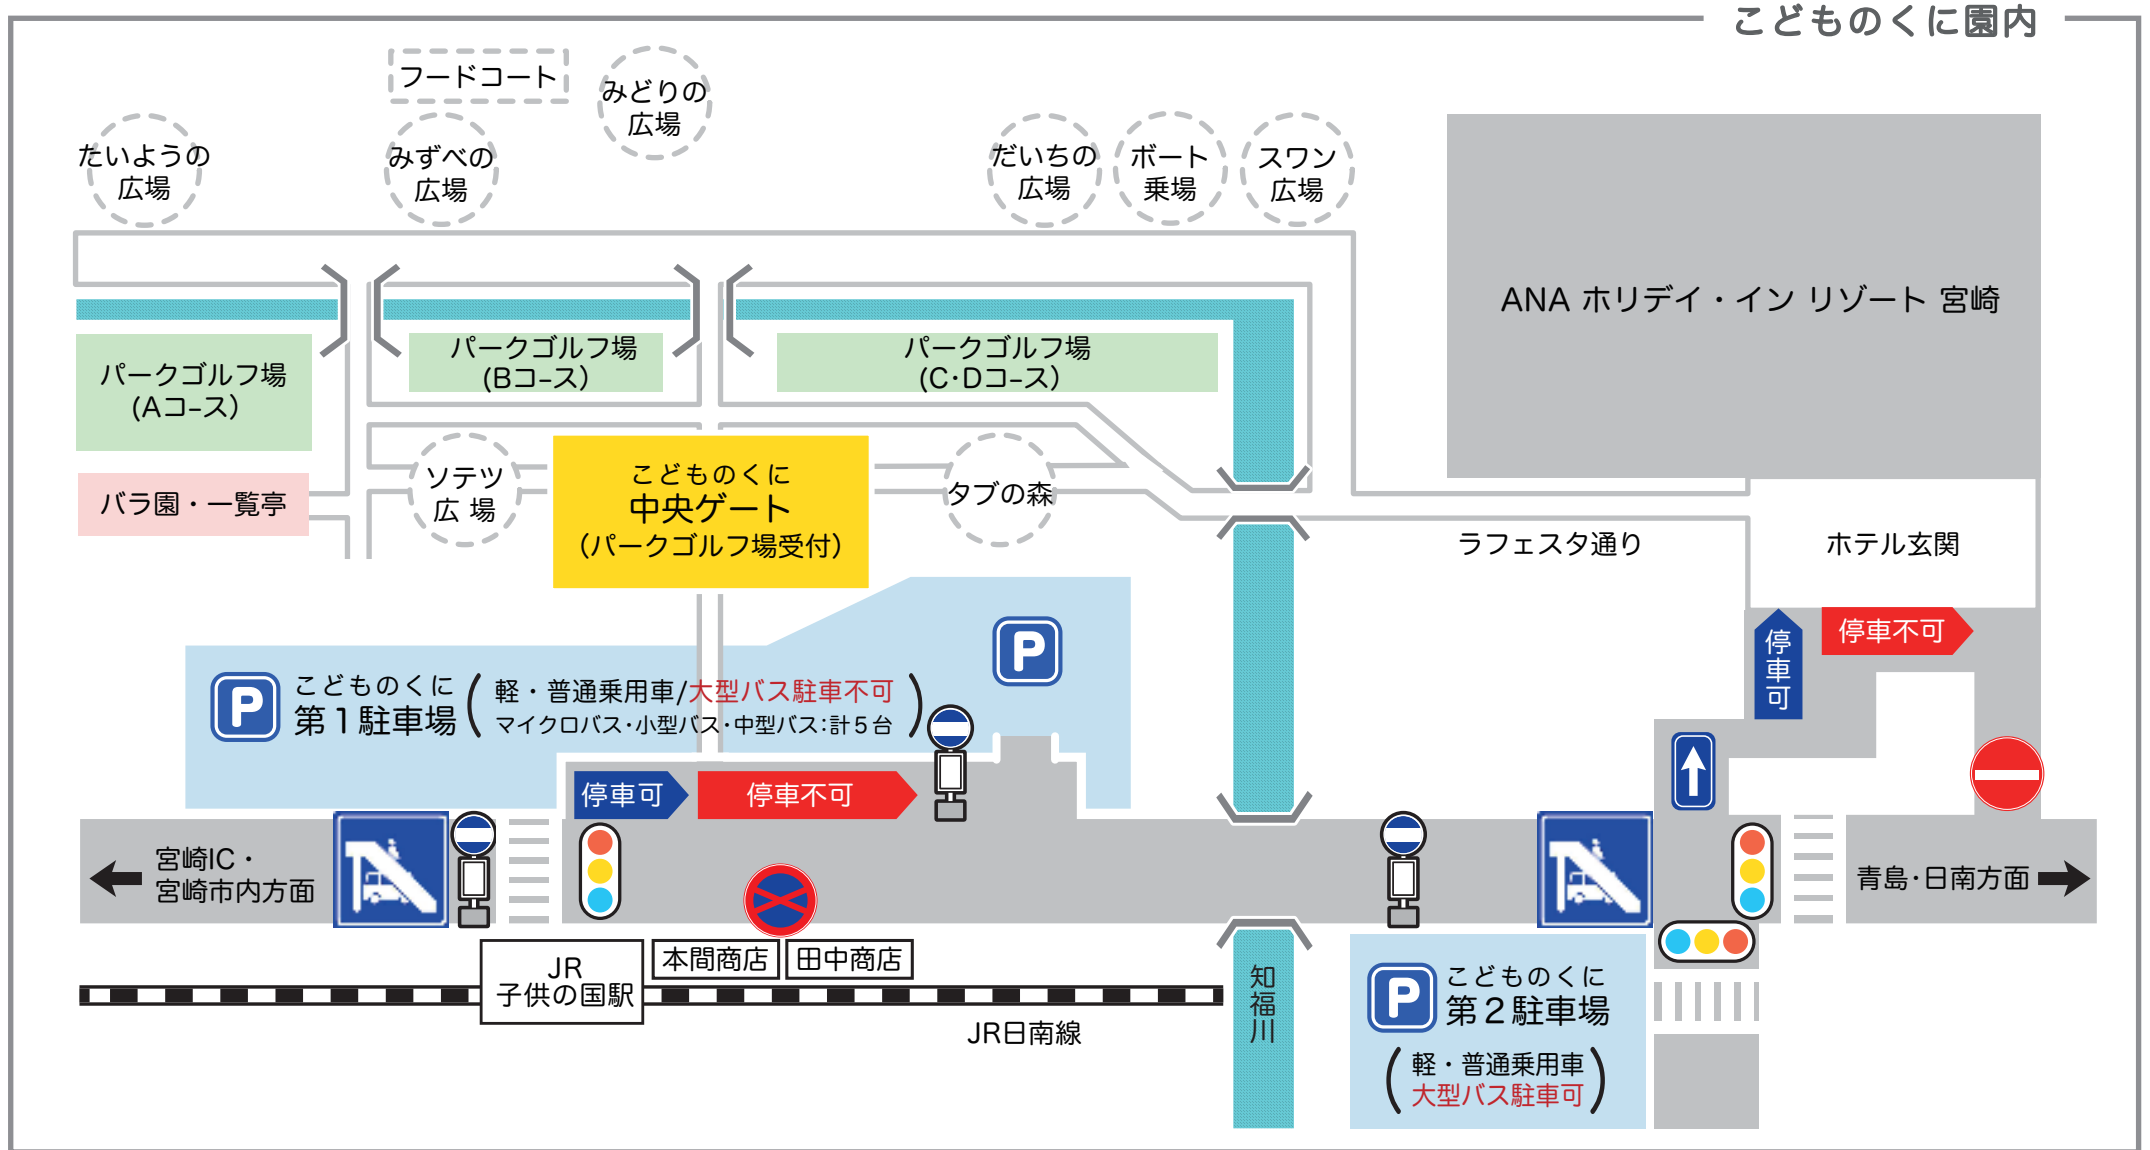 こどものくに園内
フードコート
みどりの
広場
たいようの
広場
みずべの
広場
だいちの
広場
ボート
乗場
スワン
広場
ANA ホリデイ・イン リゾート 宮崎
パークゴルフ場
(Aコース)
パークゴルフ場
(Bコース)
パークゴルフ場
(C・Dコース)
バラ園・一覧亭
ソテツ
広 場
こどものくに
中央ゲート
(パークゴルフ場受付)
タブの森
ラフェスタ通り
ホテル玄関
停車可
停車不可
P
P
こどものくに
第1駐車場
軽・普通乗用車/大型バス駐車不可
マイクロバス・小型バス・中型バス:計5台
停車可
停車不可
宮崎IC・
宮崎市内方面
青島・日南方面
JR
子供の国駅
本間商店
田中商店
JR日南線
知福川
P
こどものくに
第2駐車場
軽・普通乗用車
大型バス駐車可